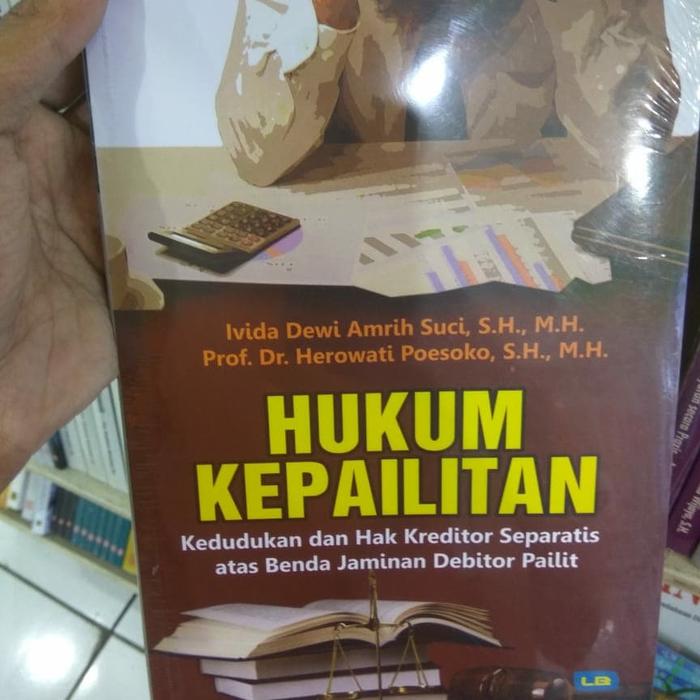 Ivida Dewi Amrih Suci, S.H., M.H.
Prof. Dr. Herowati Poesoko, S.H., M.H.
HUKUM
KEPAILITAN
Kedudukan dan Hak Kreditor Separatis
atas Benda Jaminan Debitor Pailit